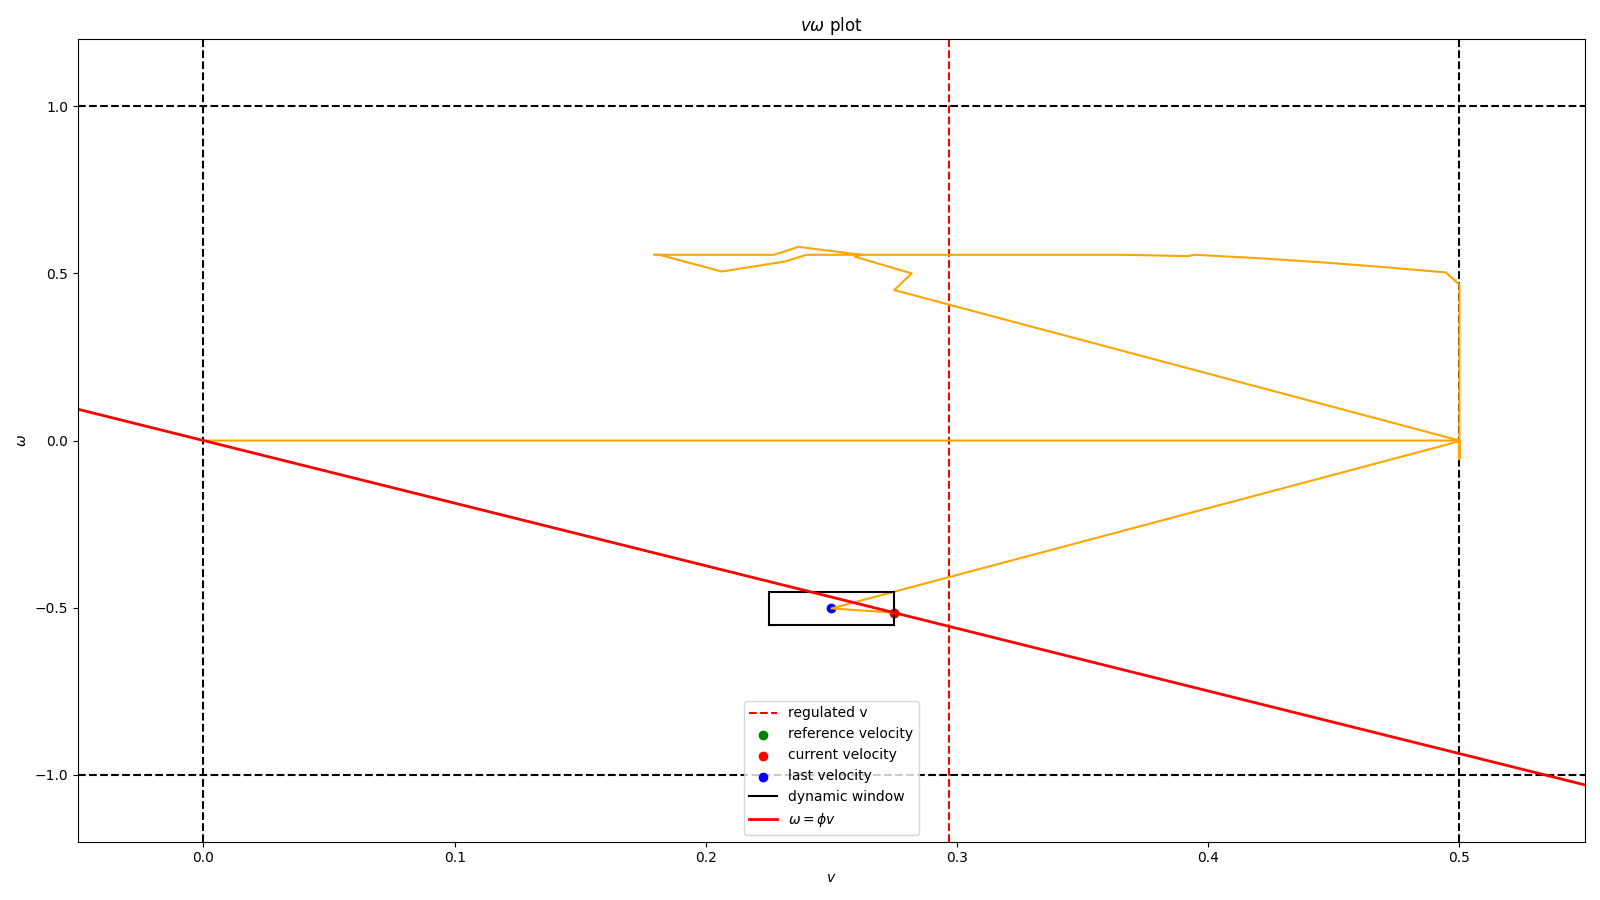 vω plot
1.0
0.5
0.0
−0.5
−1.0
ω
0.0 0.1 0.2 0.3 0.4 0.5
v
regulated v
reference velocity
current velocity
last velocity
dynamic window
ω = ϕv